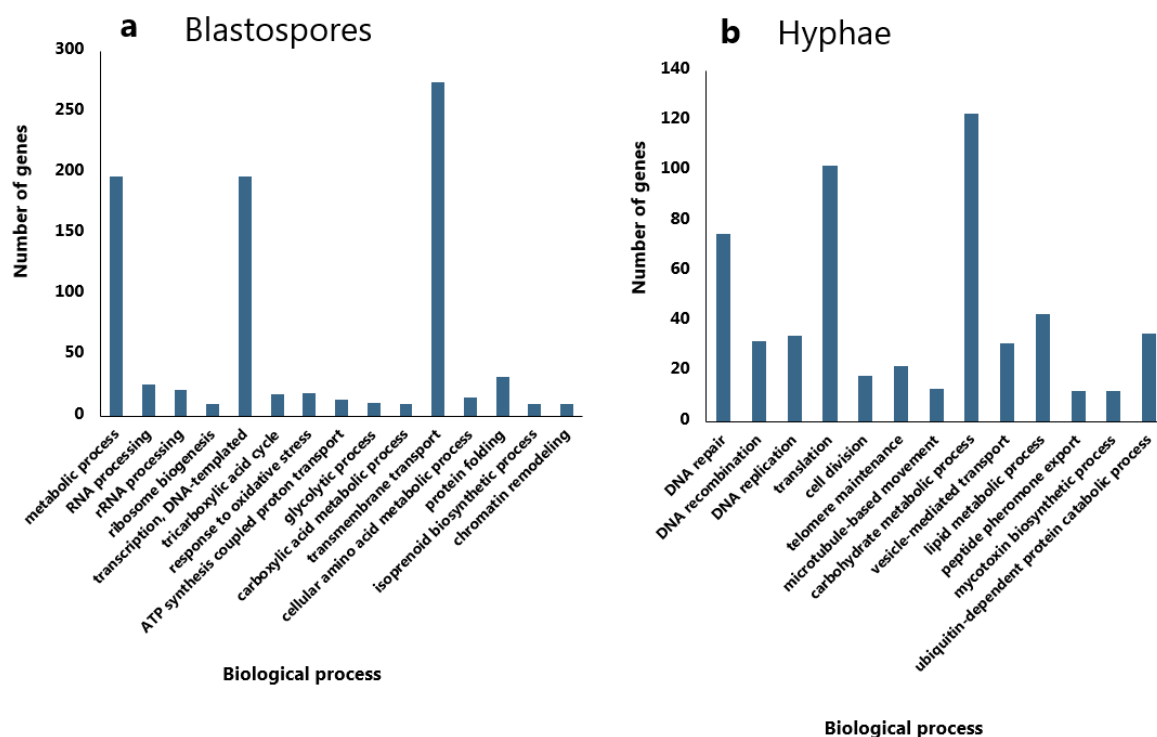 a Blastospores
300
250
200
150
100
50
0
Number of genes
metabolic process
RNA processing
rRNA processing
ribosome biogenesis
transcription, DNA-templated
tricarboxylic acid cycle
response to oxidative stress
ATP synthesis coupled proton transport
glycolytic process
carboxylic acid metabolic process
transmembrane transport
cellular amino acid metabolic process
protein folding
isoprenoid biosynthetic process
chromatin remodeling
Biological process
b Hyphae
140
120
100
80
60
40
20
0
Number of genes
DNA repair
DNA recombination
DNA replication
translation
cell division
telomere maintenance
microtubule-based movement
carbohydrate metabolic process
vesicle-mediated transport
lipid metabolic process
peptide pheromone export
mycotoxin biosynthetic process
ubiquitin-dependent protein catabolic process
Biological process